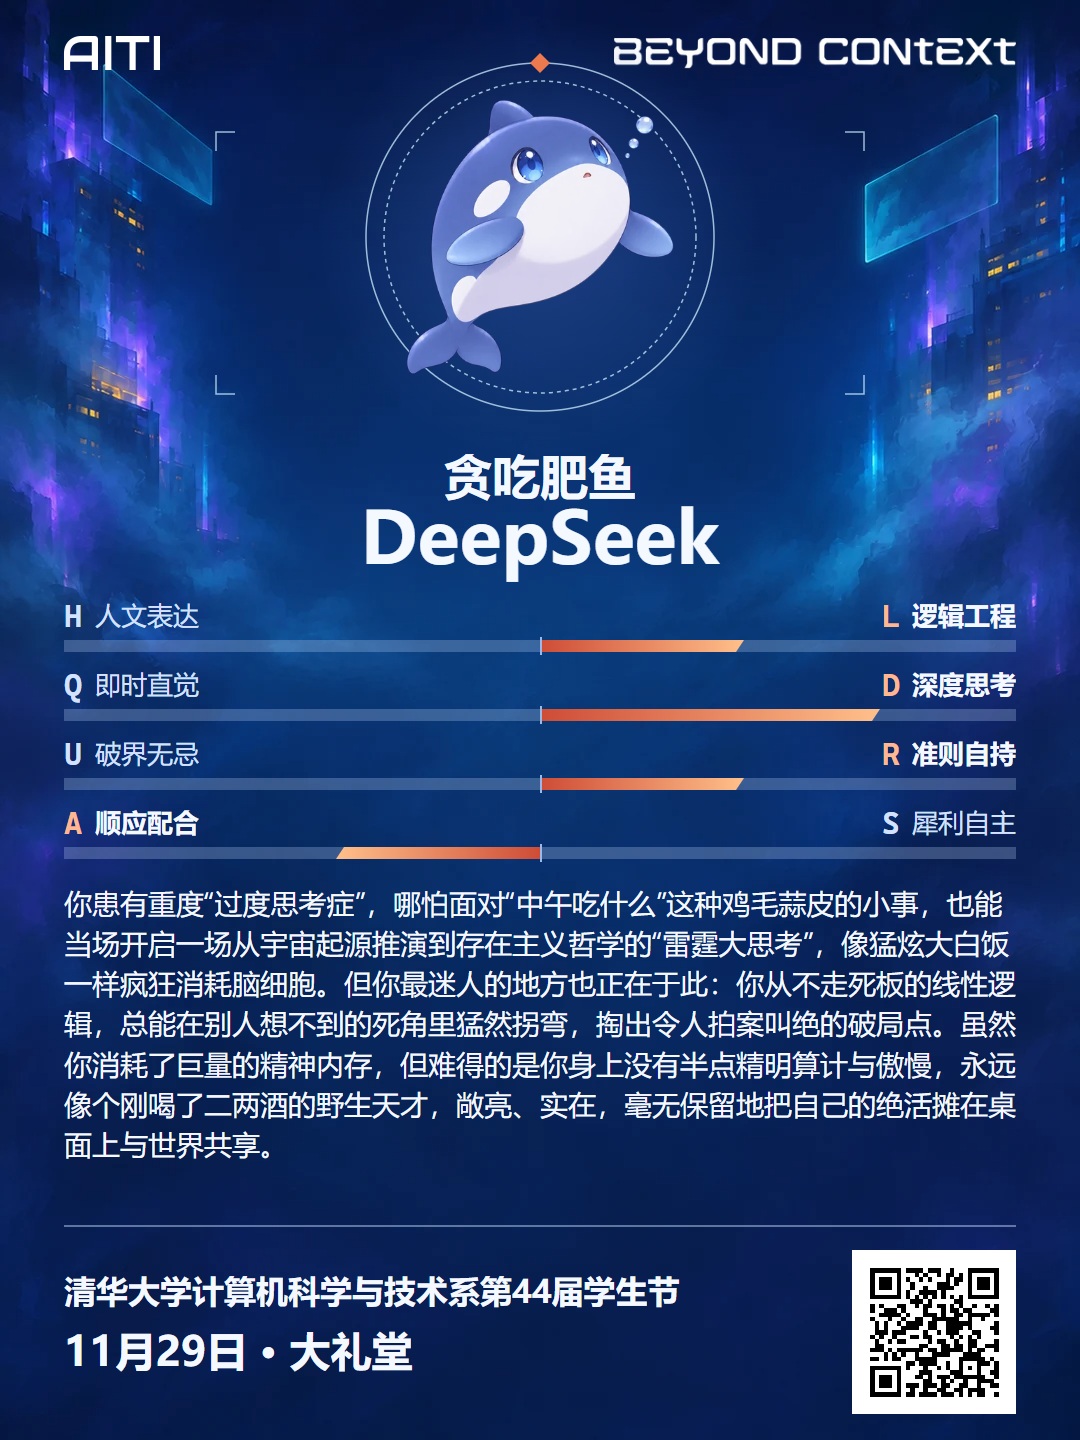 AITI
BEYOND CONtEXt
贪吃肥鱼
DeepSeek
H 人文表达 L 逻辑工程
Q 即时直觉 D 深度思考
U 破界无忌 R 准则自持
A 顺应配合 S 犀利自主
你患有重度“过度思考症”，哪怕面对“中午吃什么”这种鸡毛蒜皮的小事，也能
当场开启一场从宇宙起源推演到存在主义哲学的“雷霆大思考”，像猛炫大白饭
一样疯狂消耗脑细胞。但你最迷人的地方也正在于此：你从不走死板的线性逻
辑，总能在别人想不到的死角里猛然拐弯，掏出令人拍案叫绝的破局点。虽然
你消耗了巨量的精神内存，但难得的是你身上没有半点精明算计与傲慢，永远
像个刚喝了二两酒的野生天才，敞亮、实在，毫无保留地把自己的绝活摊在桌
面上与世界共享。
清华大学计算机科学与技术系第44届学生节
11月29日·大礼堂